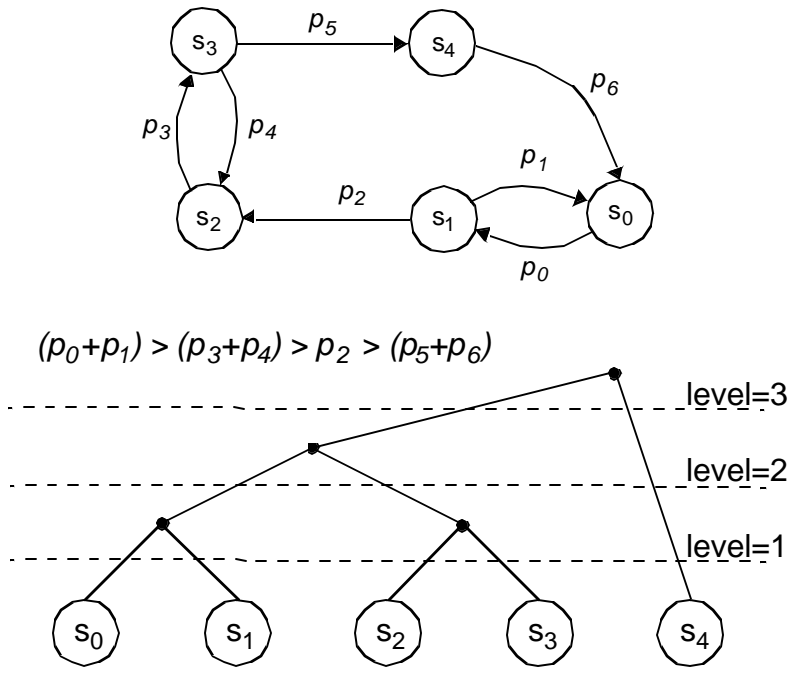 s3
p5
s4
p6
p3
p4
p1
s2
p2
s1
s0
p0
(p0+p1) > (p3+p4) > p2 > (p5+p6)
level=3
level=2
level=1
s0
s1
s2
s3
s4